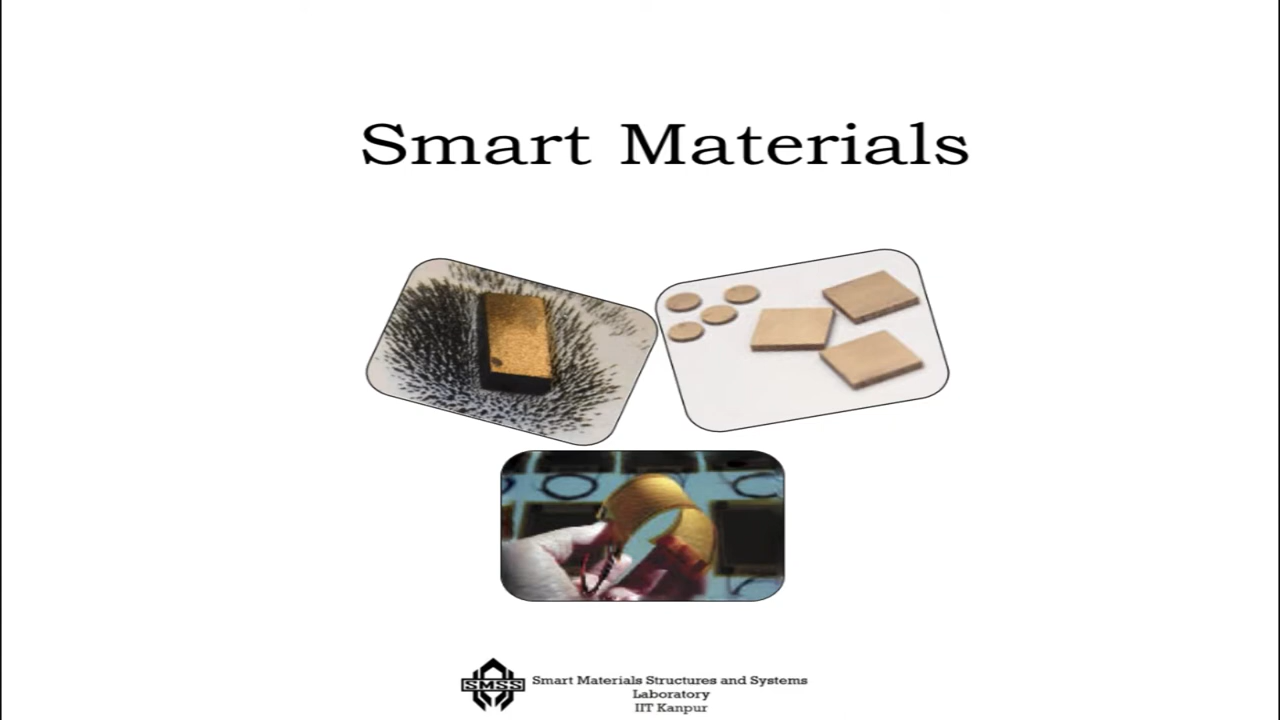 Smart Materials
SMSS
Smart Materials Structures and Systems
Laboratory
IIT Kanpur